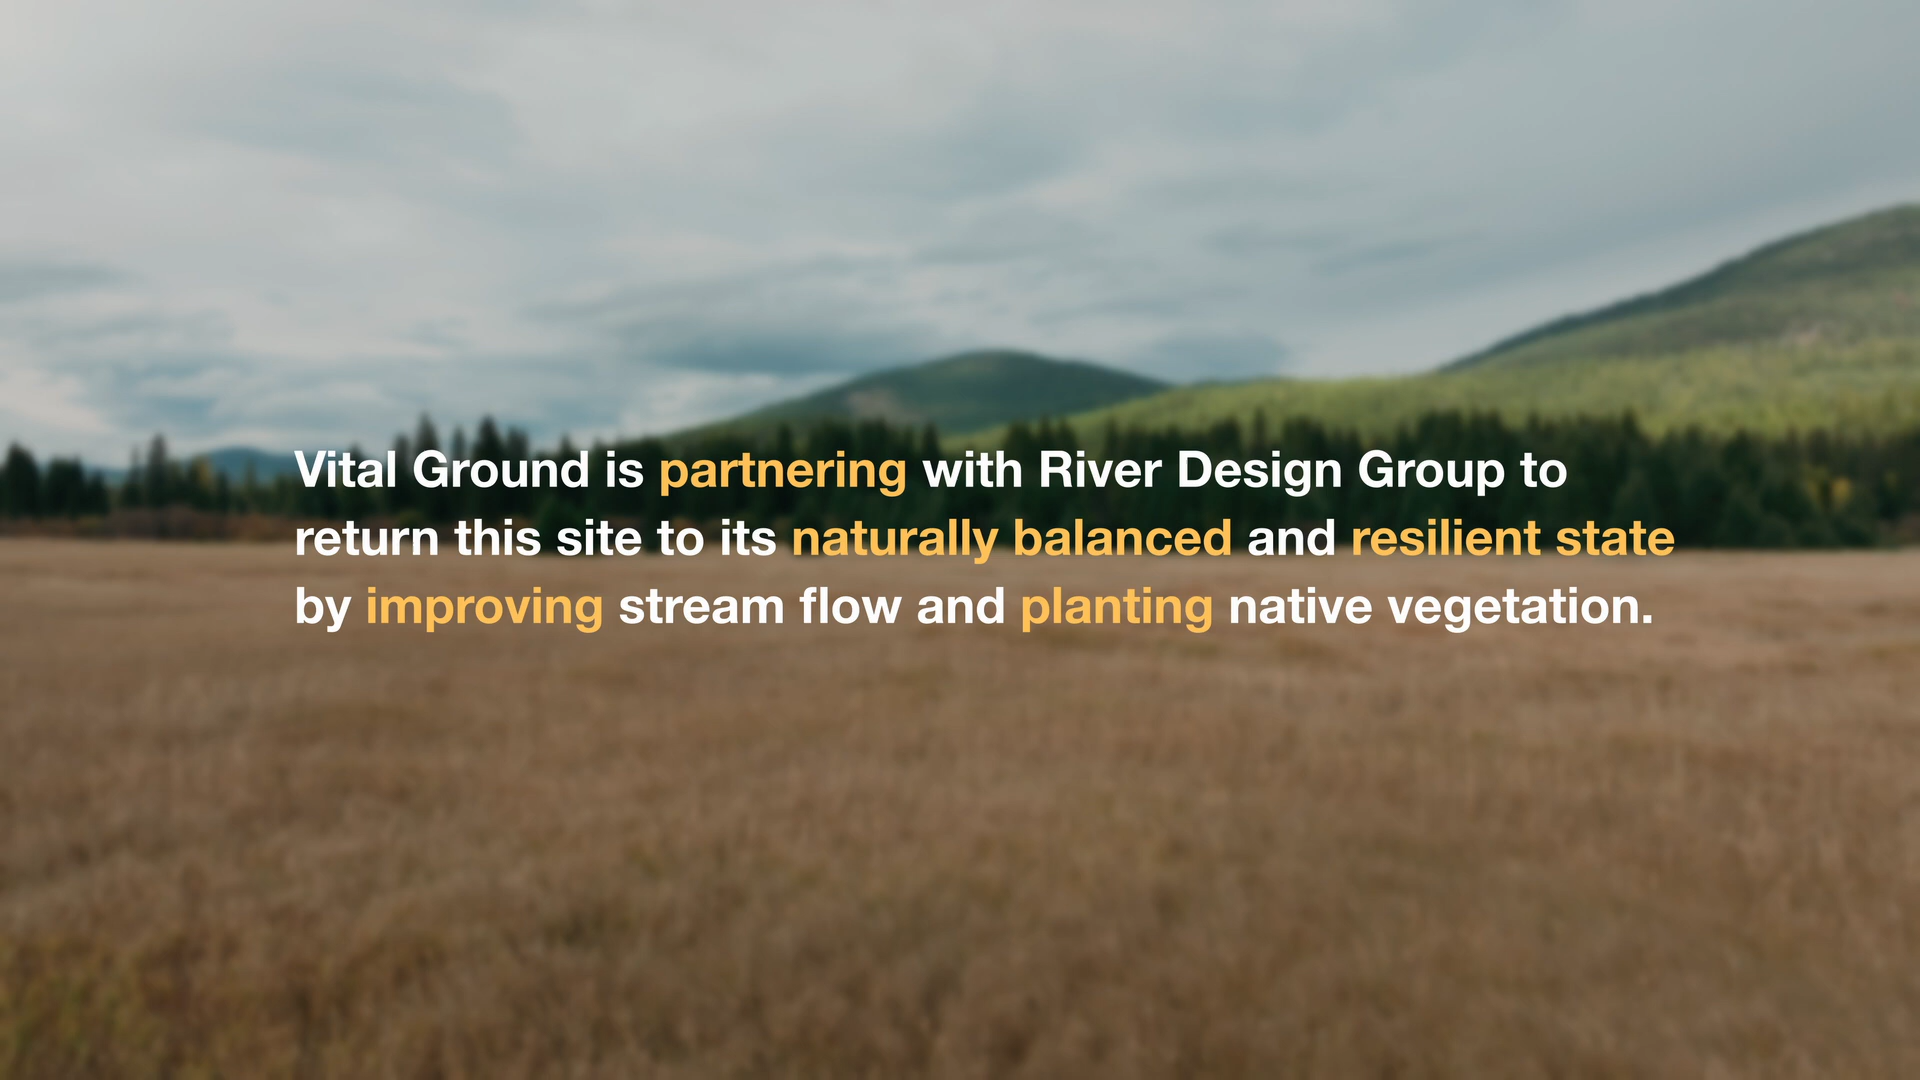 Vital Ground is partnering with River Design Group to
return this site to its naturally balanced and resilient state
by improving stream flow and planting native vegetation.